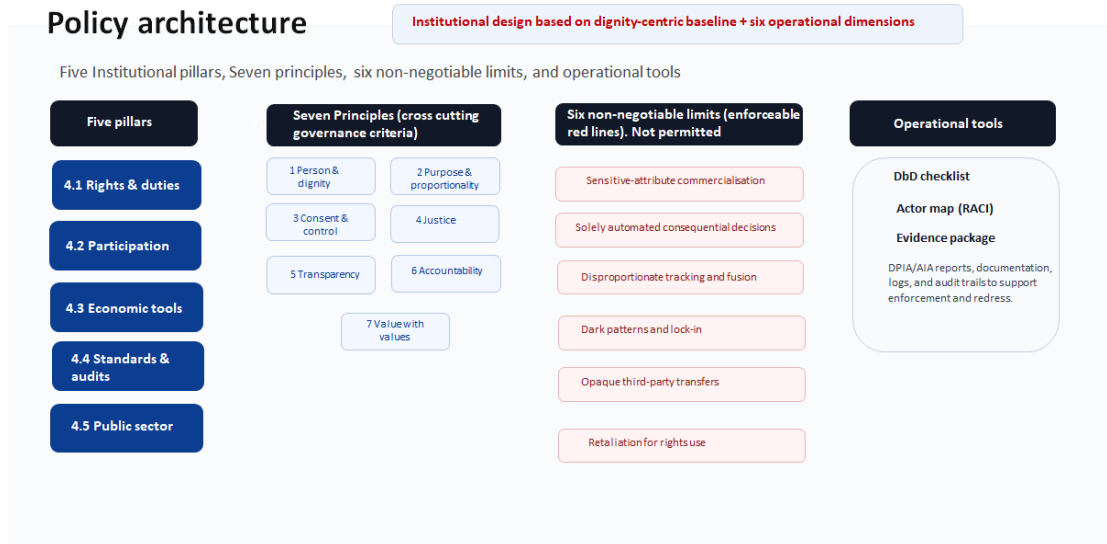 Policy architecture
Institutional design based on dignity-centric baseline + six operational dimensions
Five Institutional pillars, Seven principles, six non-negotiable limits, and operational tools
Five pillars
4.1 Rights & duties
4.2 Participation
4.3 Economic tools
4.4 Standards &
audits
4.5 Public sector
Seven Principles (cross cutting
governance criteria)
1 Person &
dignity
2 Purpose &
proportionality
3 Consent &
control
4 Justice
5 Transparency
6 Accountability
7 Value with
values
Six non-negotiable limits (enforceable
red lines). Not permitted
Sensitive-attribute commercialisation
Solely automated consequential decisions
Disproportionate tracking and fusion
Dark patterns and lock-in
Opaque third-party transfers
Retaliation for rights use
Operational tools
DbD checklist
Actor map (RACI)
Evidence package
DPIA/AIA reports, documentation,
logs, and audit trails to support
enforcement and redress.